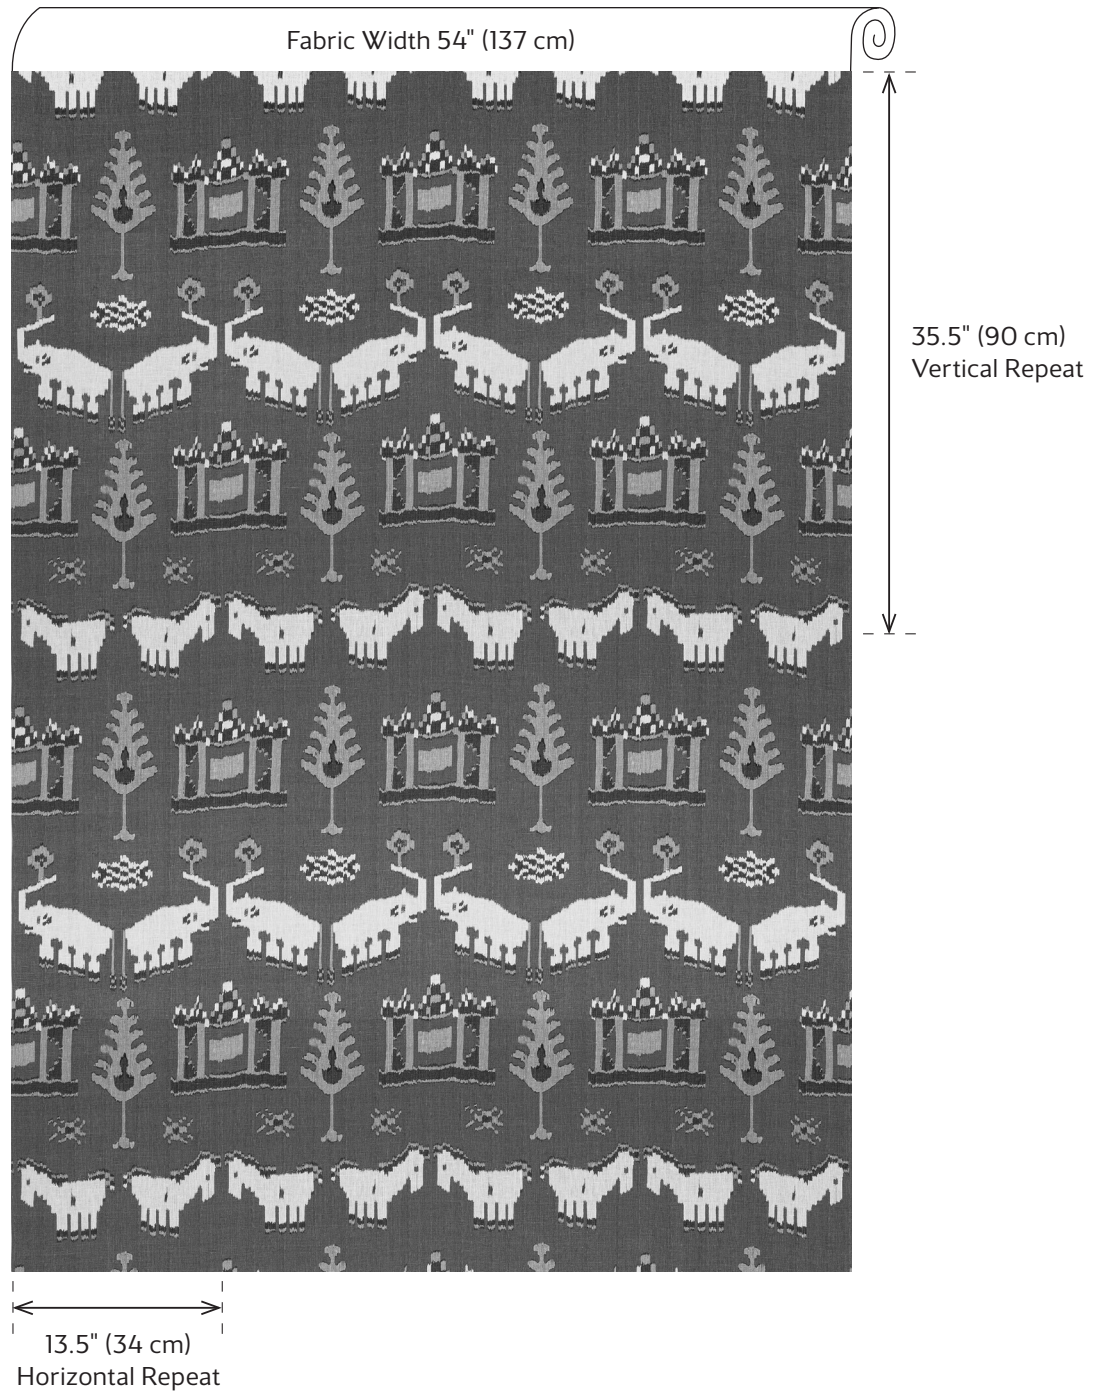 Fabric Width 54" (137 cm)
35.5" (90 cm)
Vertical Repeat
13.5" (34 cm)
Horizontal Repeat